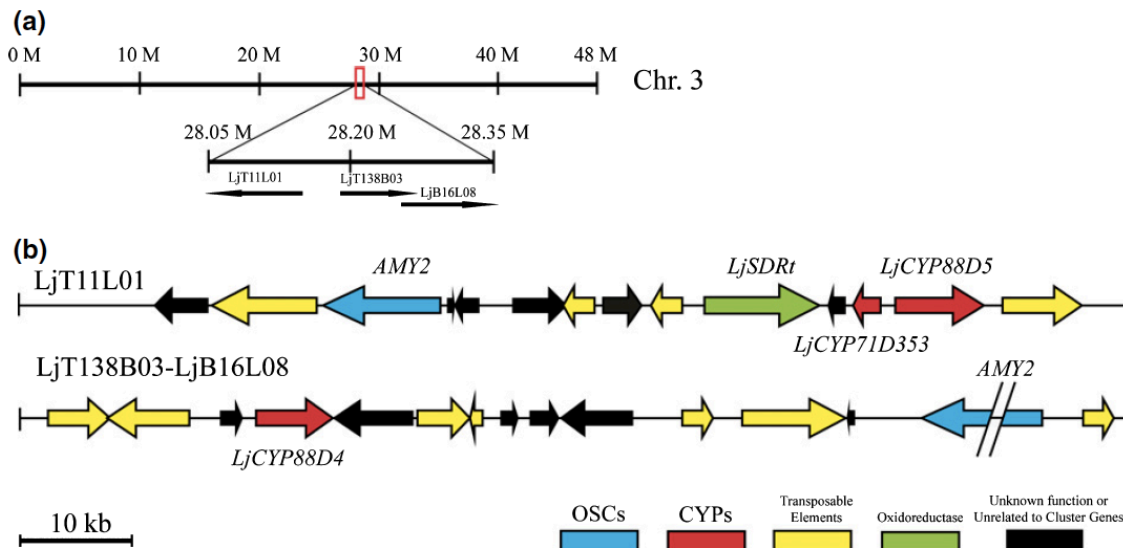 (a)
0 M 10 M 20 M 30 M 40 M 48 M
Chr. 3
28.05 M 28.20 M 28.35 M
LjT11L01 LjT138B03
LjB16L08
(b)
LjT11L01 AMY2 LjSDRt LjCYP88D5
LjCYP71D353
LjT138B03-LjB16L08 AMY2
LjCYP88D4
10 kb
OSCs CYPs Transposable Elements Oxidoreductase Unknown function or Unrelated to Cluster Genes